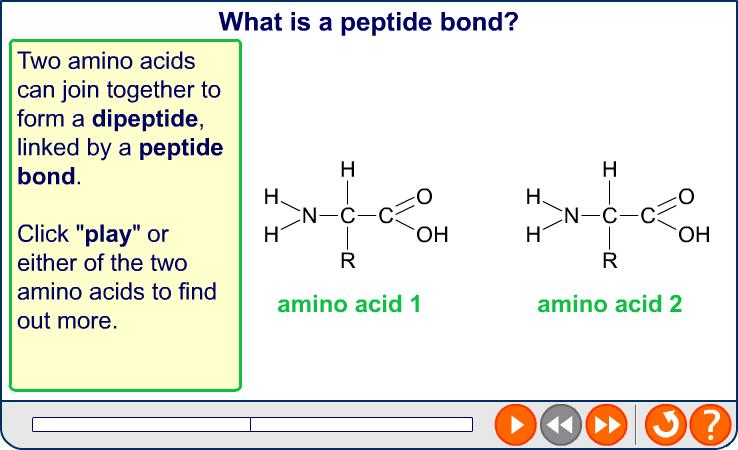 What is a peptide bond?
Two amino acids
can join together to
form a dipeptide,
linked by a peptide
bond.
Click "play" or
either of the two
amino acids to find
out more.
H
H
N
C
C
O
OH
H
R
amino acid 1
H
H
N
C
C
O
OH
H
R
amino acid 2
?